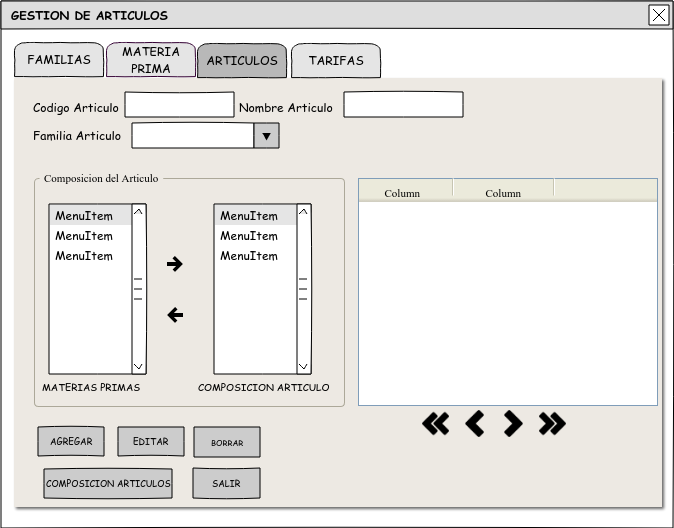 GESTION DE ARTICULOS
FAMILIAS
MATERIA
PRIMA
ARTICULOS
TARIFAS
Codigo Articulo
Nombre Articulo
Familia Articulo
Composicion del Articulo
MenuItem
MenuItem
MenuItem
MATERIAS PRIMAS
MenuItem
MenuItem
MenuItem
COMPOSICION ARTICULO
Column
Column
AGREGAR
EDITAR
BORRAR
COMPOSICION ARTICULOS
SALIR